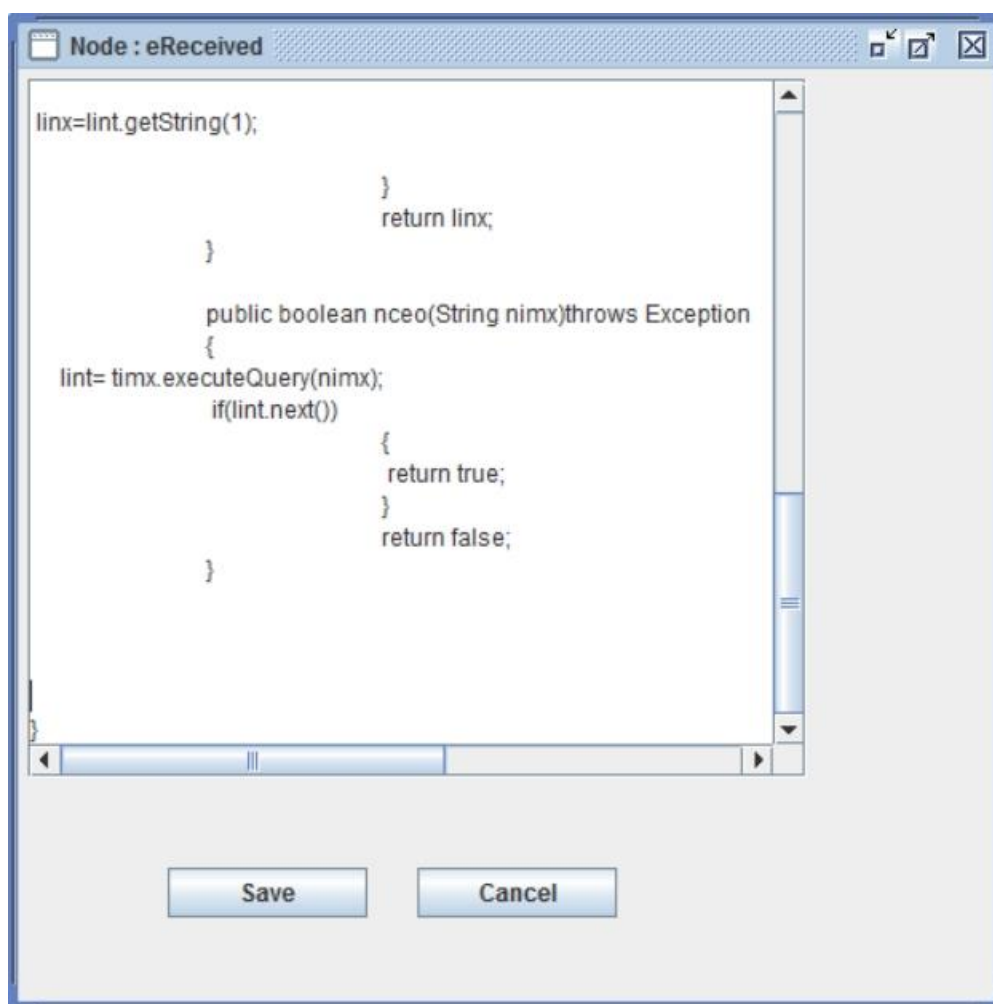 Node : eReceived
linx=lint.getString(1);
}
return linx;
}
public boolean nceo(String nimx)throws Exception
{
lint= timx.executeQuery(nimx);
if(lint.next())
{
return true;
}
return false;
}
}
Save Cancel